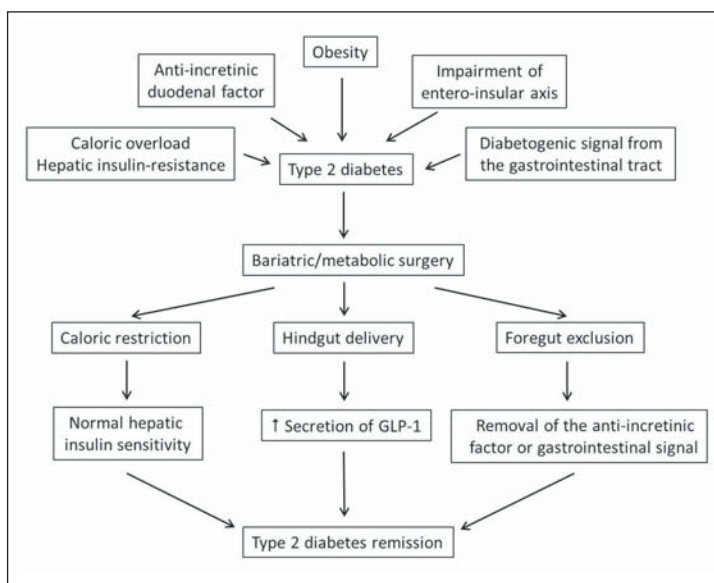 Obesity
Anti-incretinic
duodenal factor
Impairment of
entero-insular axis
Caloric overload
Hepatic insulin-resistance
Diabetogenic signal from
the gastrointestinal tract
Type 2 diabetes
Bariatric/metabolic surgery
Caloric restriction
Hindgut delivery
Foregut exclusion
Normal hepatic
insulin sensitivity
↑ Secretion of GLP-1
Removal of the anti-incretinic
factor or gastrointestinal signal
Type 2 diabetes remission